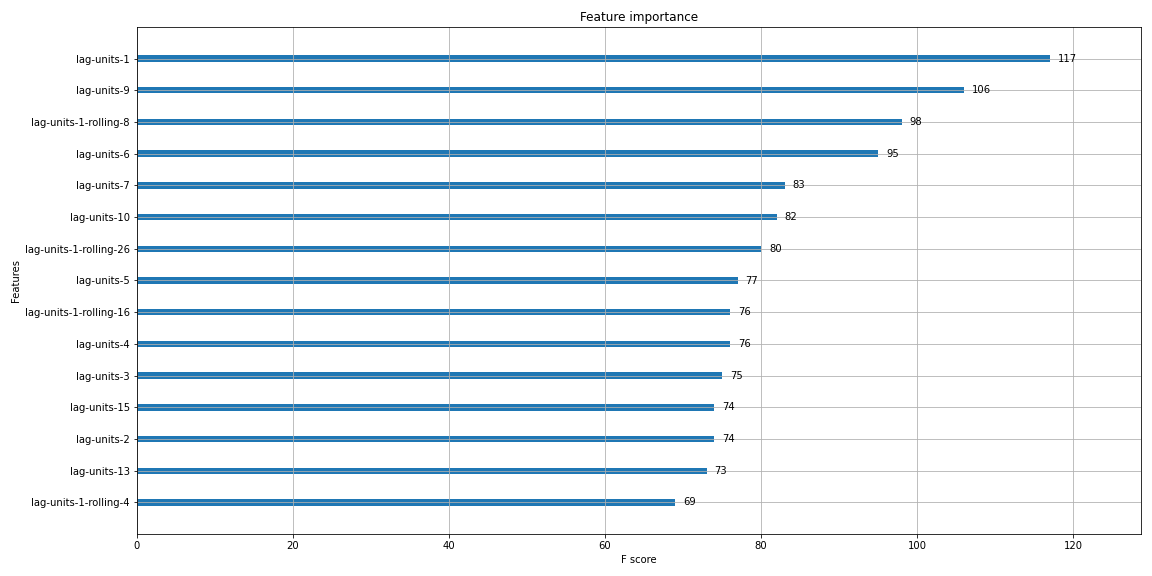 Feature importance
lag-units-1 117
lag-units-9 106
lag-units-1-rolling-8 98
lag-units-6 95
lag-units-7 83
lag-units-10 82
lag-units-1-rolling-26 80
lag-units-5 77
lag-units-1-rolling-16 76
lag-units-4 76
lag-units-3 75
lag-units-15 74
lag-units-2 74
lag-units-13 73
lag-units-1-rolling-4 69
Features
0 20 40 60 80 100 120
F score